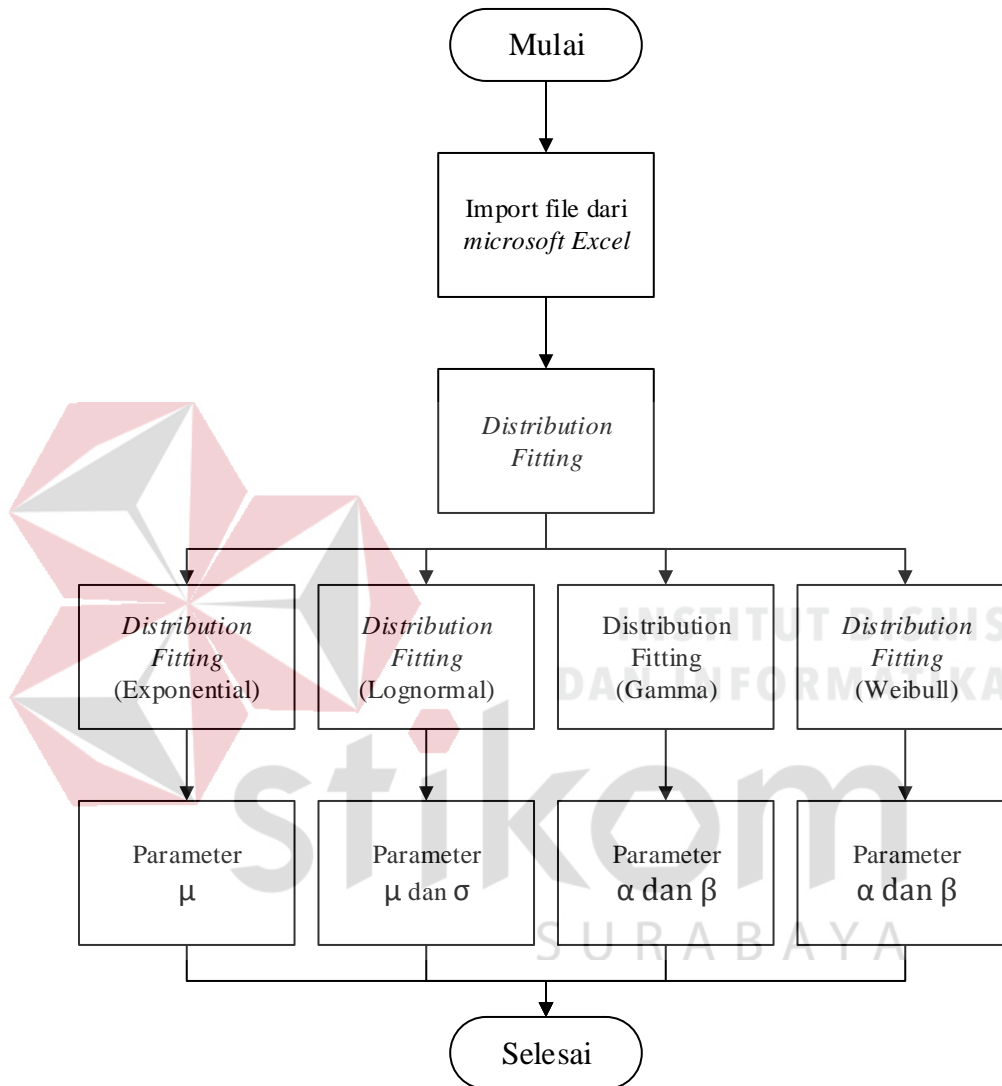 Mulai
Import file dari
microsoft Excel
Distribution
Fitting
Distribution
Fitting
(Exponential)
Distribution
Fitting
(Lognormal)
Distribution
Fitting
(Gamma)
Distribution
Fitting
(Weibull)
INSTITUT BISNIS
DAN INFORMATIKA
stikom
SURABAYA
Parameter
μ
Parameter
μ dan σ
Parameter
α dan β
Parameter
α dan β
Selesai